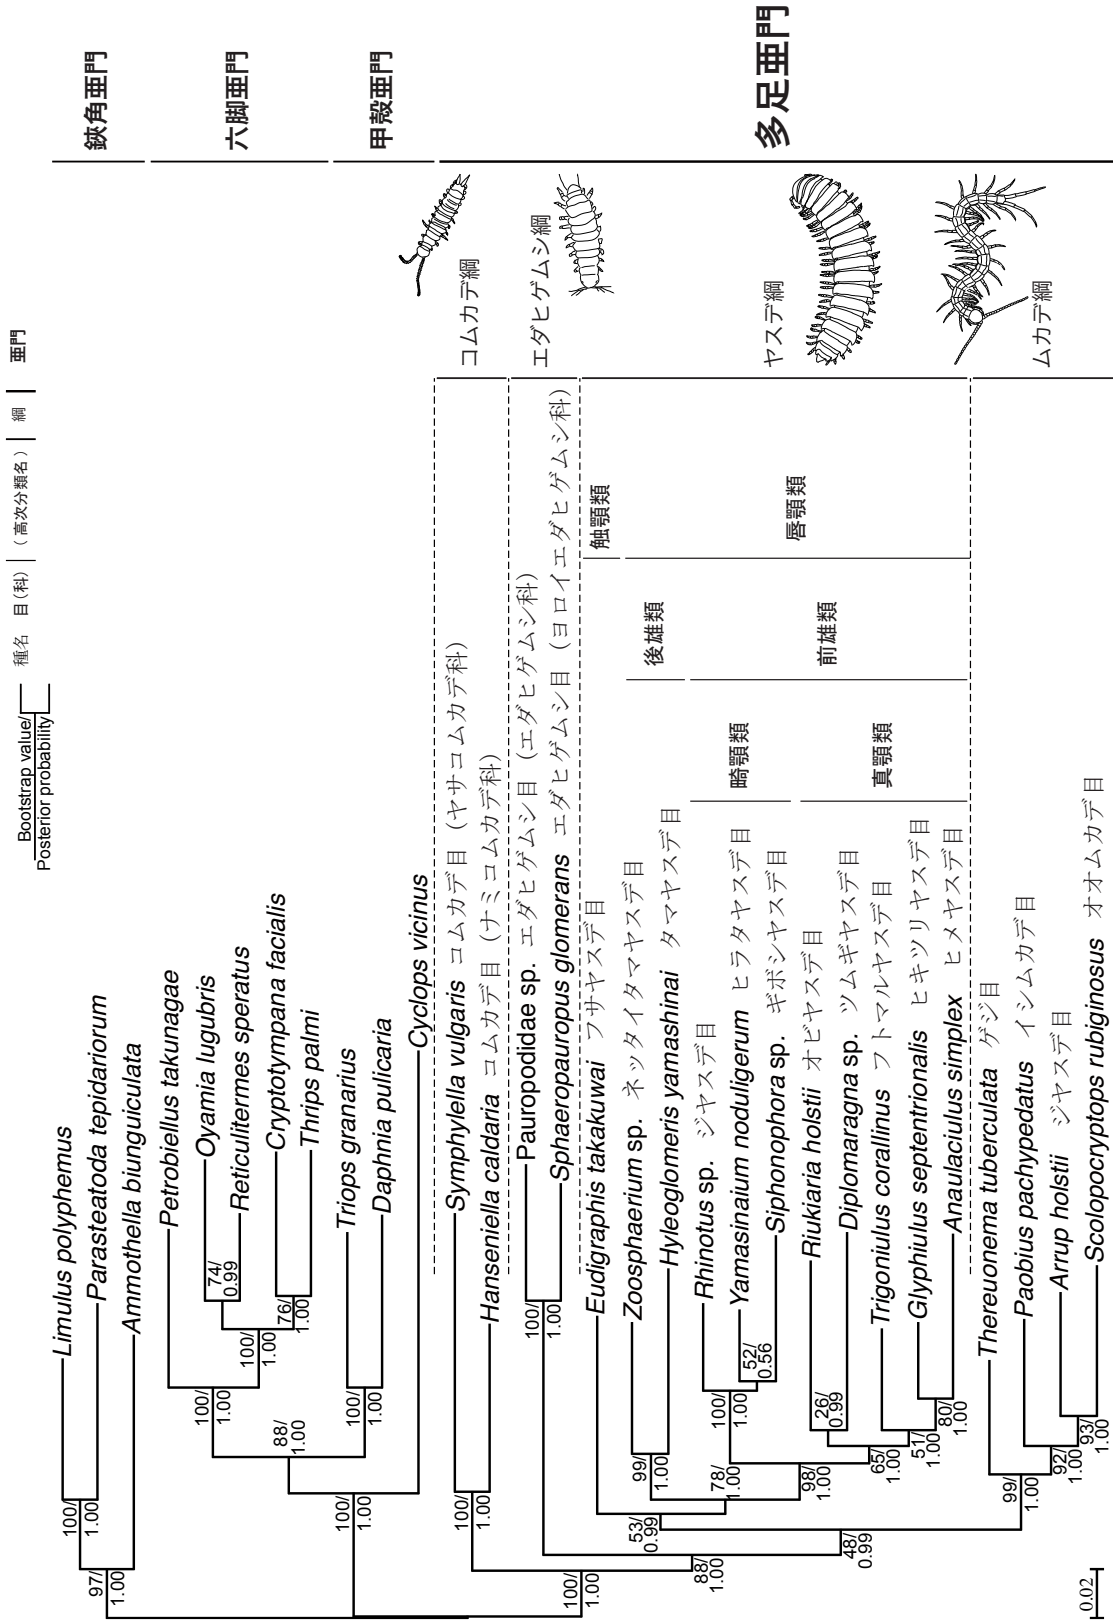 Bootstrap value/
Posterior probability
種名 目(科) (高次分類名) 綱 亜門
鋏角亜門
六脚亜門
甲殻亜門
多足亜門
コムカデ綱
エダヒゲムシ綱
ヤスデ綱
ムカデ綱
触顎類
唇顎類
後雄類
前雄類
畸顎類
真顎類
Limulus polyphemus
Parasteatoda tepidariorum
Ammothella biunguiculata
Petrobiellus takunagae
Oyamia lugubris
Reticulitermes speratus
Cryptotympana facialis
Thrips palmi
Triops granarius
Daphnia pulicaria
Cyclops vicinus
Symphylella vulgaris コムカデ目 (ヤサコムカデ科)
Hanseniella caldaria コムカデ目 (ナミコムカデ科)
Pauropodidae sp. エダヒゲムシ目 (エダヒゲムシ科)
Sphaeropauropus glomerans エダヒゲムシ目 (ヨロイエダヒゲムシ科)
Eudigraphis takakuwai フサヤスデ目
Zoosphaerium sp. ネッタイタマヤスデ目
Hyleoglomeris yamashinai タマヤスデ目
Rhinotus sp. ジヤスデ目
Yamasinaium noduligerum ヒラタヤスデ目
Siphonophora sp. ギボシヤスデ目
Riukiaria holstii オビヤスデ目
Diplomaragna sp. ツムギヤスデ目
Trigoniulus corallinus フトマルヤスデ目
Glyphiulus septentrionalis ヒキツリヤスデ目
Anaulaciulus simplex ヒメヤスデ目
Thereuonema tuberculata ゲジ目
Paobius pachypedatus イシムカデ目
Arrup holstii ジヤスデ目
Scolopocryptops rubiginosus オオムカデ目
97/
1.00
100/
1.00
100/
1.00
88/
1.00
100/
1.00
100/
1.00
74/
0.99
76/
1.00
100/
1.00
100/
1.00
100/
1.00
88/
1.00
100/
1.00
48/
0.99
53/
0.99
99/
1.00
78/
1.00
100/
1.00
52/
0.56
98/
1.00
26/
0.99
65/
1.00
51/
1.00
80/
1.00
99/
1.00
92/
1.00
93/
1.00
0.02